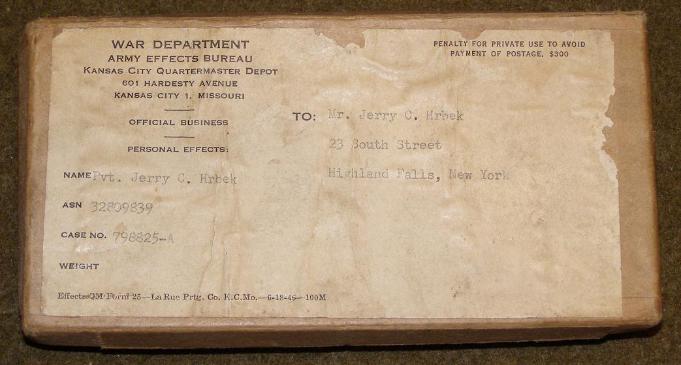 WAR DEPARTMENT
ARMY EFFECTS BUREAU
KANSAS CITY QUARTERMASTER DEPOT
601 HARDESTY AVENUE
KANSAS CITY 1, MISSOURI
OFFICIAL BUSINESS
PERSONAL EFFECTS:
NAME Pvt. Jerry C. Hrbek
ASN 32809839
CASE NO. 798825-A
WEIGHT
Effects QM Form 25—La Rue Prtg. Co. K.C.Mo.—6-18-45—100M
PENALTY FOR PRIVATE USE TO AVOID
PAYMENT OF POSTAGE, $300
TO: Mr. Jerry C. Hrbek
23 South Street
Highland Falls, New York